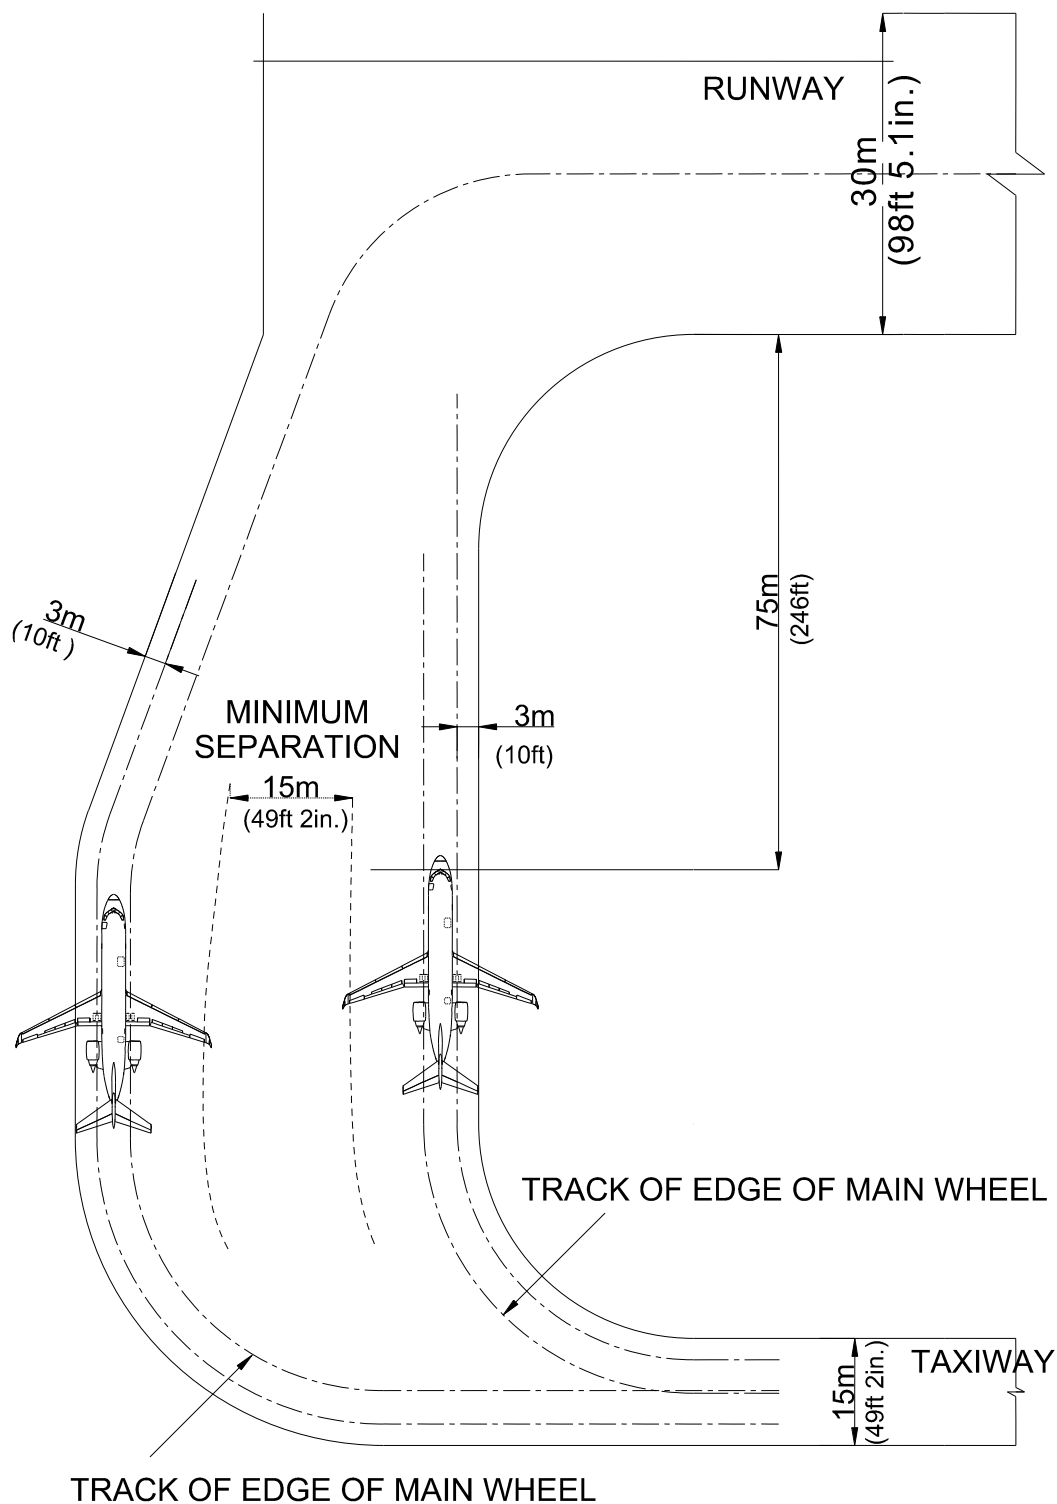 RUNWAY
30m
(98ft 5.1in.)
3m
(10ft )
75m
(246ft)
MINIMUM
SEPARATION
15m
(49ft 2in.)
3m
(10ft)
TRACK OF EDGE OF MAIN WHEEL
TAXIWAY
15m
(49ft 2in.)
TRACK OF EDGE OF MAIN WHEEL